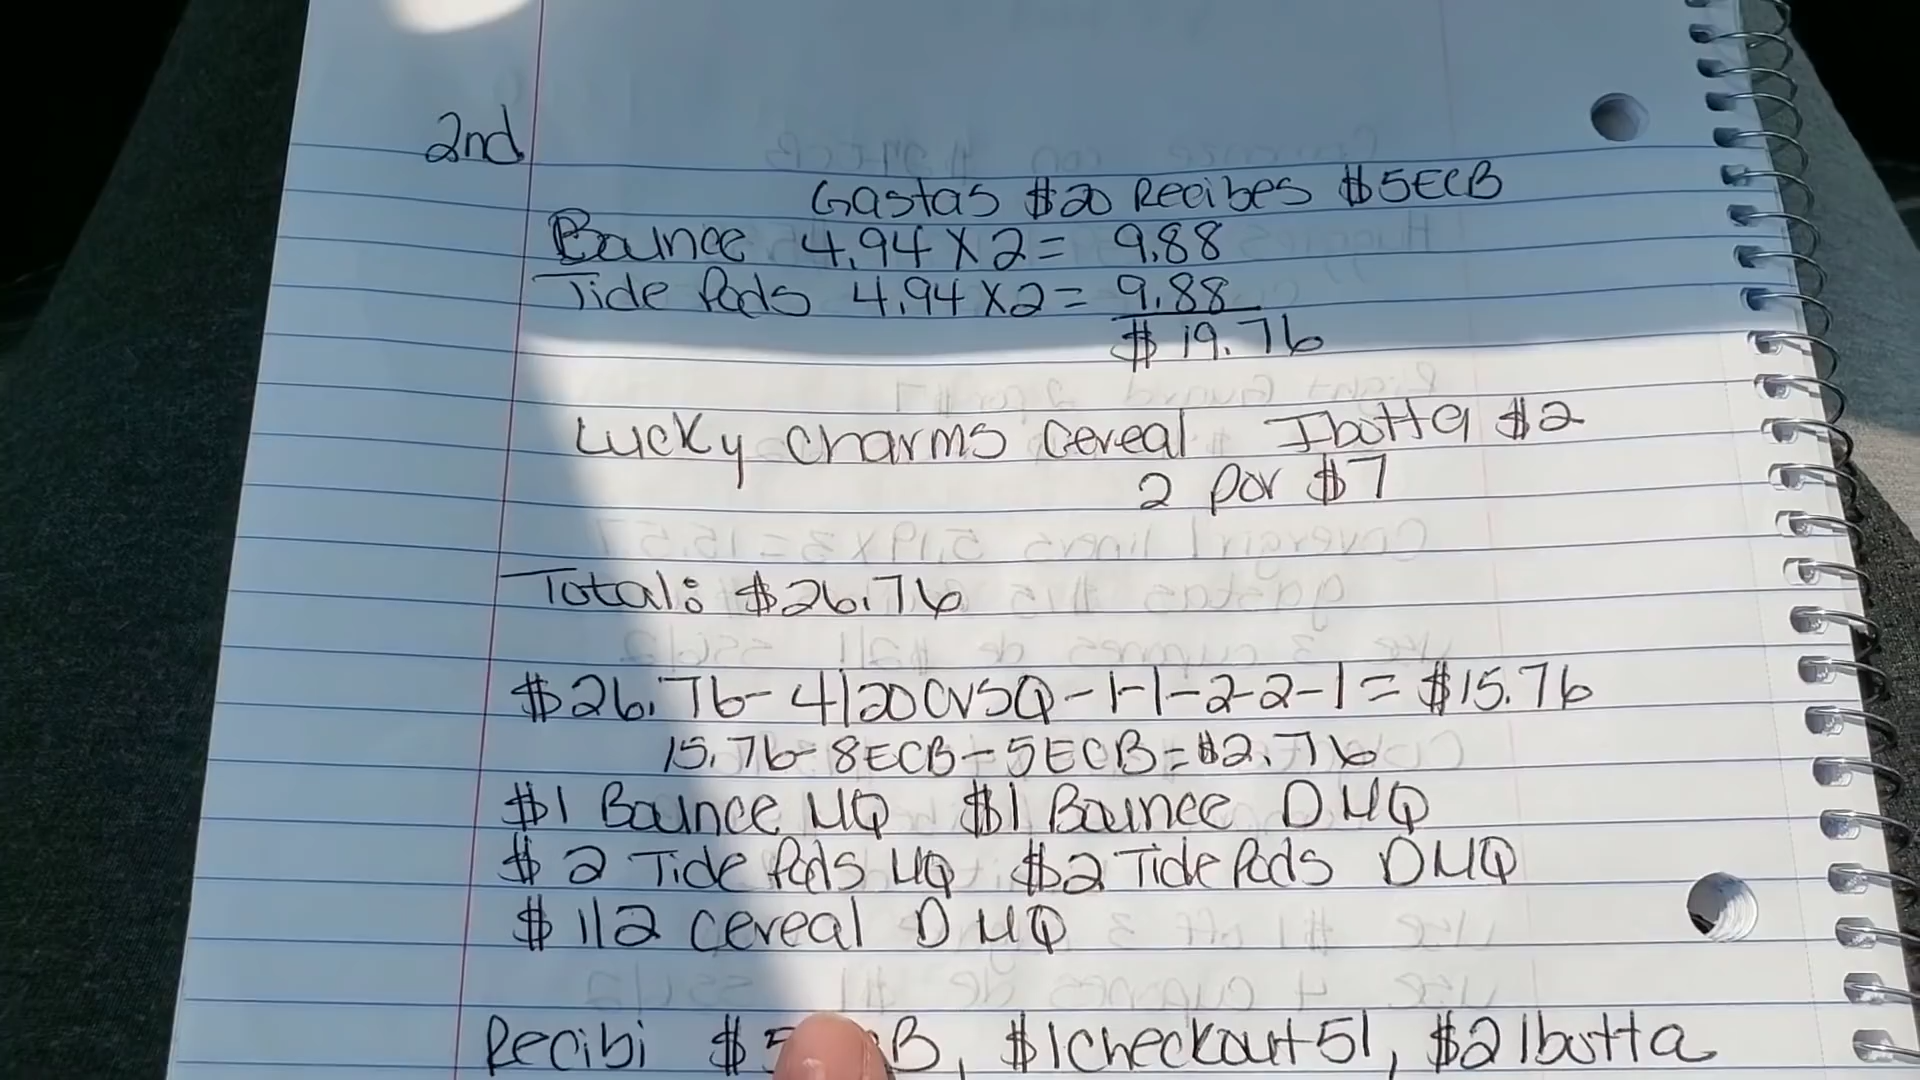 2nd
Gastas $20 Recibes $5ECB
Bounce 4.94 X 2 = 9.88
Tide Pods 4.94 X 2 = 9.88
$ 19.76
Lucky Charms Cereal Ibotta $2
2 por $7
Total: $26.76
$26.76 - 4|20 CVSQ - 1-1-2-2-1 = $15.76
15.76 - 8ECB - 5ECB = $2.76
$1 Bounce MQ $1 Bounce DMQ
$2 Tide Pods MQ $2 Tide Pods DMQ
$1|2 Cereal DMQ
Recibi $1 checkout51, $2 Ibotta